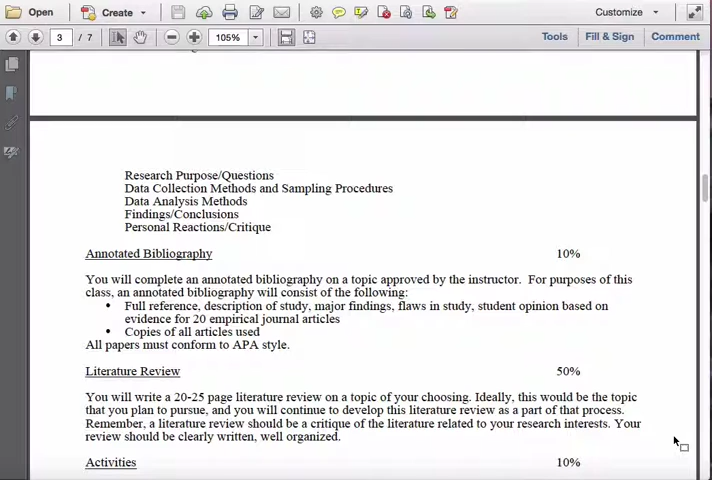 Open Create Customize
3 / 7 105% Tools Fill & Sign Comment
Research Purpose/Questions
Data Collection Methods and Sampling Procedures
Data Analysis Methods
Findings/Conclusions
Personal Reactions/Critique
Annotated Bibliography 10%
You will complete an annotated bibliography on a topic approved by the instructor. For purposes of this
class, an annotated bibliography will consist of the following:
• Full reference, description of study, major findings, flaws in study, student opinion based on
evidence for 20 empirical journal articles
• Copies of all articles used
All papers must conform to APA style.
Literature Review 50%
You will write a 20-25 page literature review on a topic of your choosing. Ideally, this would be the topic
that you plan to pursue, and you will continue to develop this literature review as a part of that process.
Remember, a literature review should be a critique of the literature related to your research interests. Your
review should be clearly written, well organized.
Activities 10%